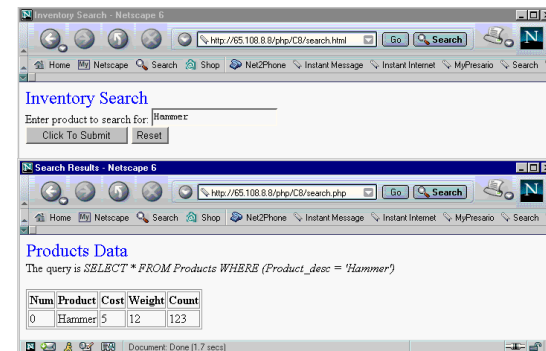 Inventory Search - Netscape 6
http://65.108.8.8/php/C8/search.html Go Search N
Home My Netscape Search Shop Net2Phone Instant Message Instant Internet MyPresario Search
Inventory Search
Enter product to search for: Hammer
Click To Submit Reset
Search Results - Netscape 6
http://65.108.8.8/php/C8/search.php Go Search N
Home My Netscape Search Shop Net2Phone Instant Message Instant Internet MyPresario Search
Products Data
The query is SELECT * FROM Products WHERE (Product_desc = 'Hammer')
Num Product Cost Weight Count
0 Hammer 5 12 123
Document: Done (1.7 secs)